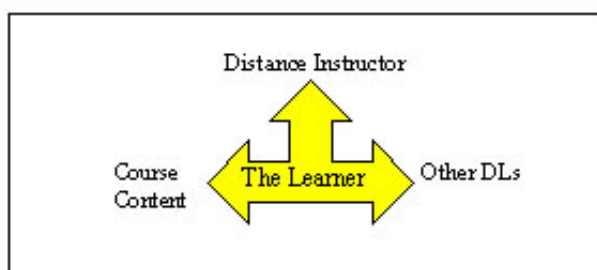 Distance Instructor
Course
Content
The Learner
Other DLs